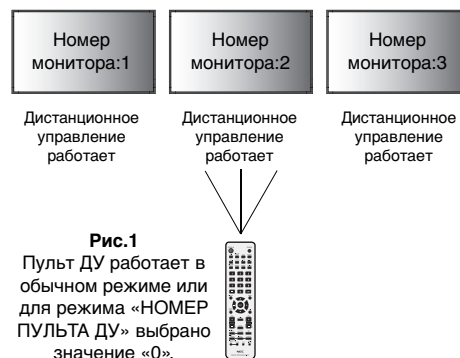 Номер
монитора:1
Номер
монитора:2
Номер
монитора:3
Дистанционное
управление
работает
Дистанционное
управление
работает
Дистанционное
управление
работает
Рис.1
Пульт ДУ работает в
обычном режиме или
для режима «НОМЕР
ПУЛЬТА ДУ» выбрано
значение «0».